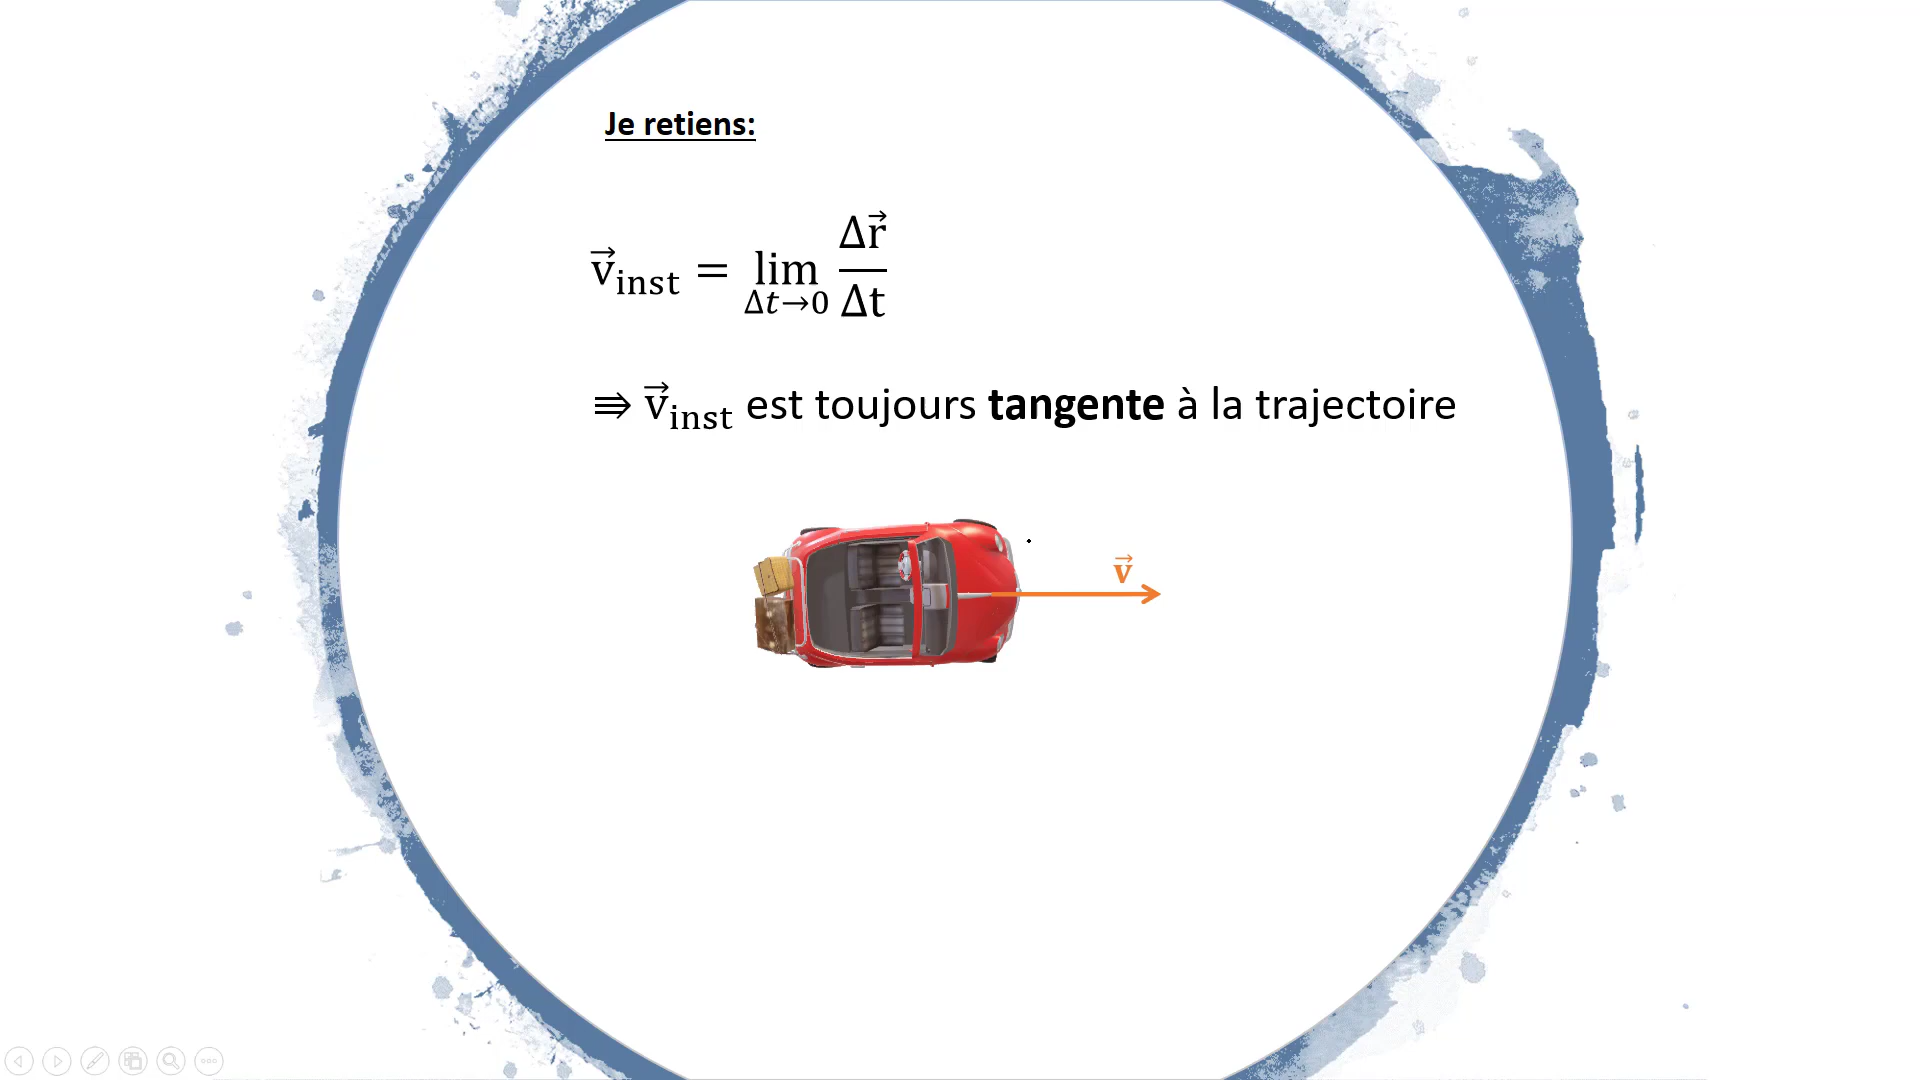 Je retiens:
v⃗inst = lim Δt→0 Δr⃗/Δt
⇛ v⃗inst est toujours tangente à la trajectoire
v⃗